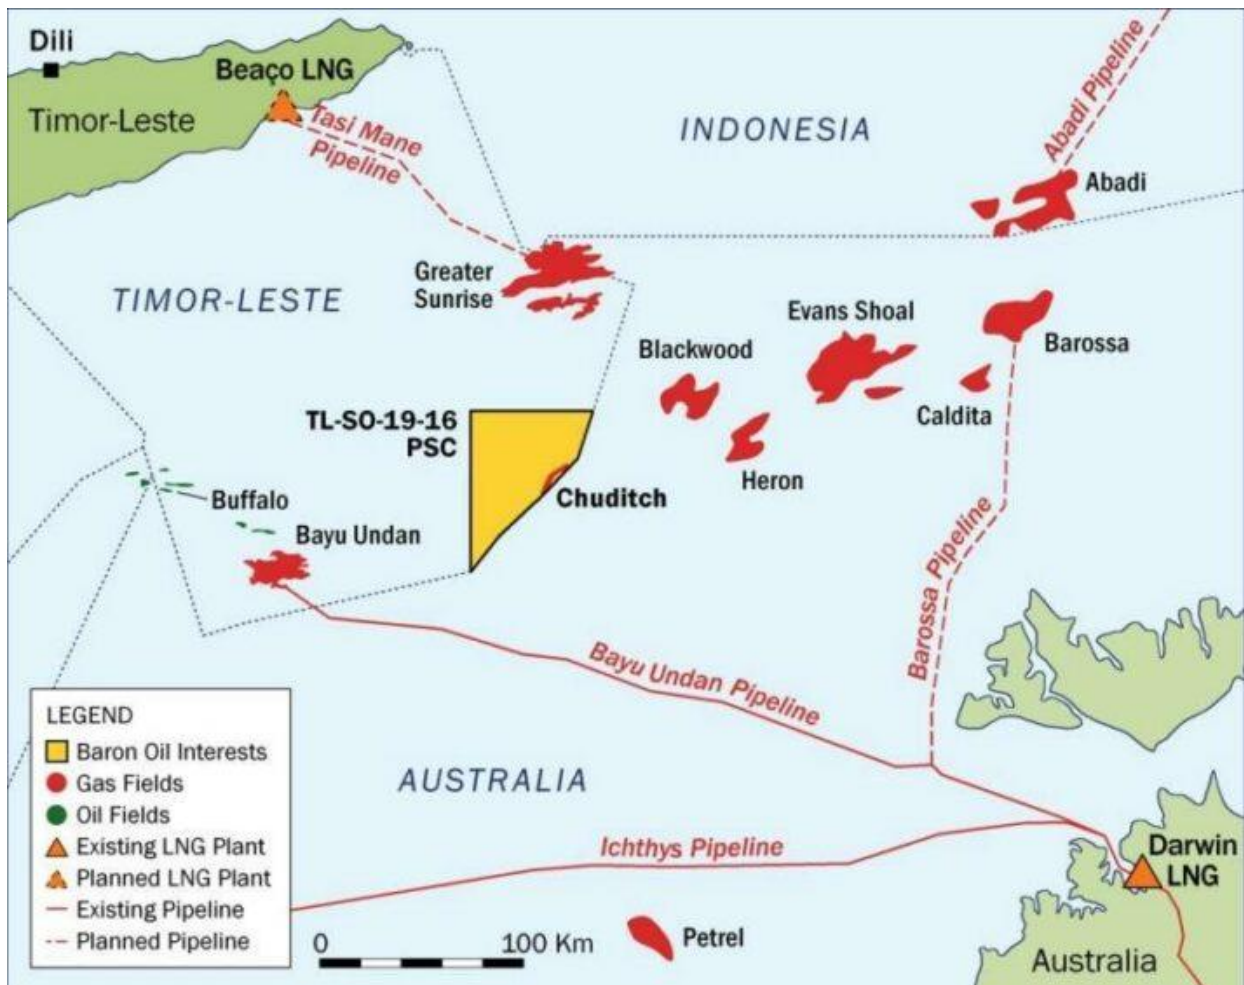 Dili
Beaço LNG
Timor-Leste
Tasi Mane
Pipeline
INDONESIA
Abadi Pipeline
Abadi
Greater
Sunrise
TIMOR-LESTE
Evans Shoal
Blackwood
Barossa
Caldita
TL-SO-19-16
PSC
Heron
Chuditch
Buffalo
Bayu Undan
Barossa Pipeline
Bayu Undan Pipeline
LEGEND
Baron Oil Interests
Gas Fields
Oil Fields
Existing LNG Plant
Planned LNG Plant
Existing Pipeline
Planned Pipeline
AUSTRALIA
Ichthys Pipeline
Darwin
LNG
0 100 Km
Petrel
Australia